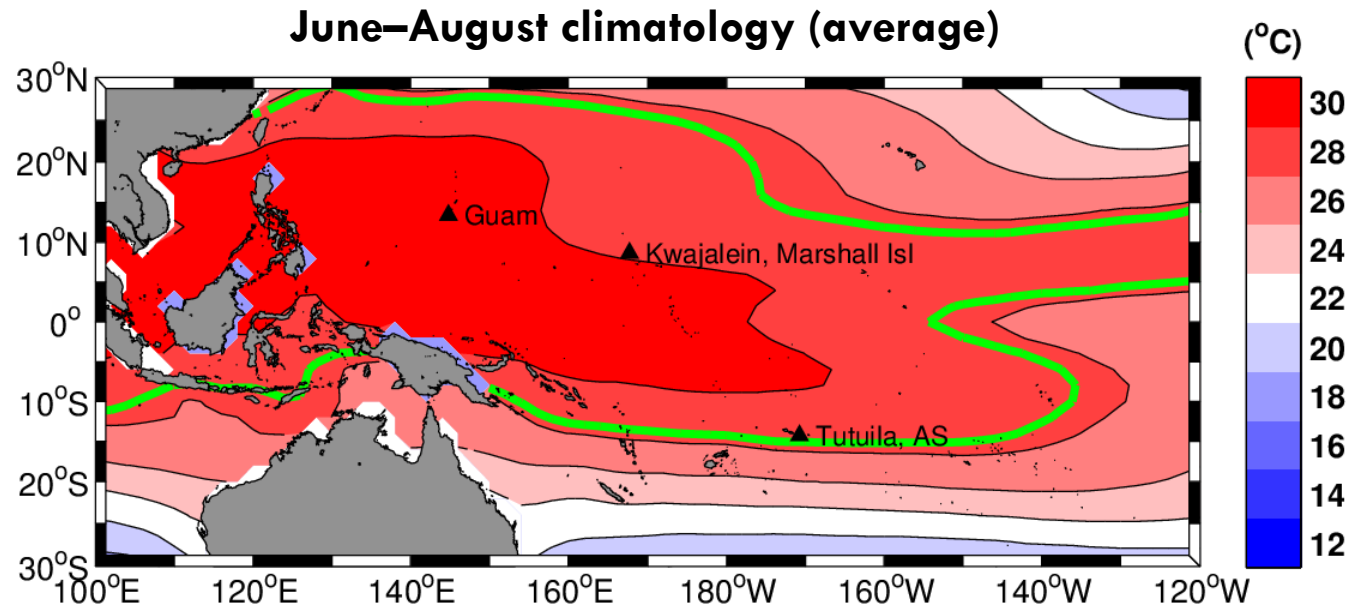 June–August climatology (average)
(°C)
30°N
20°N
10°N
0°
10°S
20°S
30°S
Guam
Kwajalein, Marshall Isl
Tutuila, AS
100°E 120°E 140°E 160°E 180°W 160°W 140°W 120°W
30
28
26
24
22
20
18
16
14
12